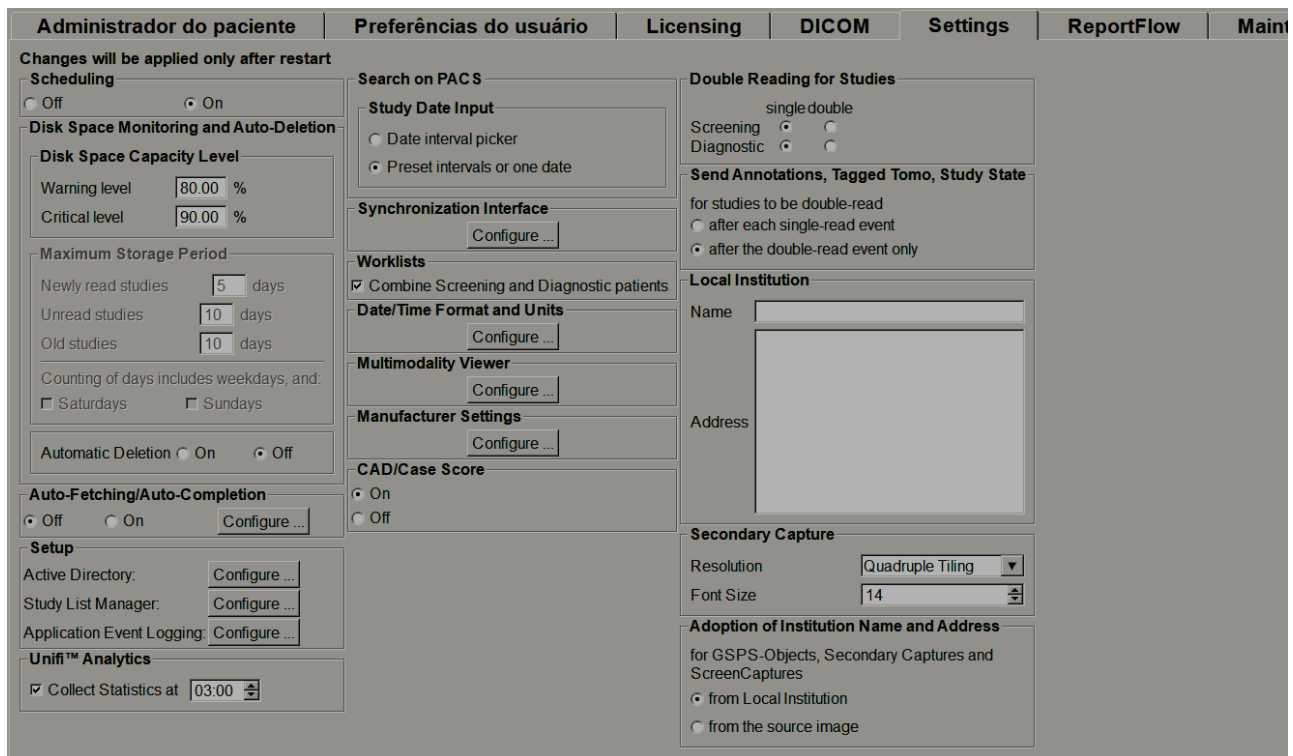 Administrador do paciente
Preferências do usuário
Licensing
DICOM
Settings
ReportFlow
Maint
Changes will be applied only after restart
Scheduling
Off On
Disk Space Monitoring and Auto-Deletion
Disk Space Capacity Level
Warning level 80.00 %
Critical level 90.00 %
Maximum Storage Period
Newly read studies 5 days
Unread studies 10 days
Old studies 10 days
Counting of days includes weekdays, and:
Saturdays Sundays
Automatic Deletion On Off
Auto-Fetching/Auto-Completion
Off On Configure ...
Setup
Active Directory: Configure ...
Study List Manager: Configure ...
Application Event Logging: Configure ...
Unifi™ Analytics
Collect Statistics at 03:00
Search on PACS
Study Date Input
Date interval picker
Preset intervals or one date
Synchronization Interface
Configure ...
Worklists
Combine Screening and Diagnostic patients
Date/Time Format and Units
Configure ...
Multimodality Viewer
Configure ...
Manufacturer Settings
Configure ...
CAD/Case Score
On
Off
Double Reading for Studies
single double
Screening
Diagnostic
Send Annotations, Tagged Tomo, Study State
for studies to be double-read
after each single-read event
after the double-read event only
Local Institution
Name
Address
Secondary Capture
Resolution Quadruple Tiling
Font Size 14
Adoption of Institution Name and Address
for GSPS-Objects, Secondary Captures and
ScreenCaptures
from Local Institution
from the source image